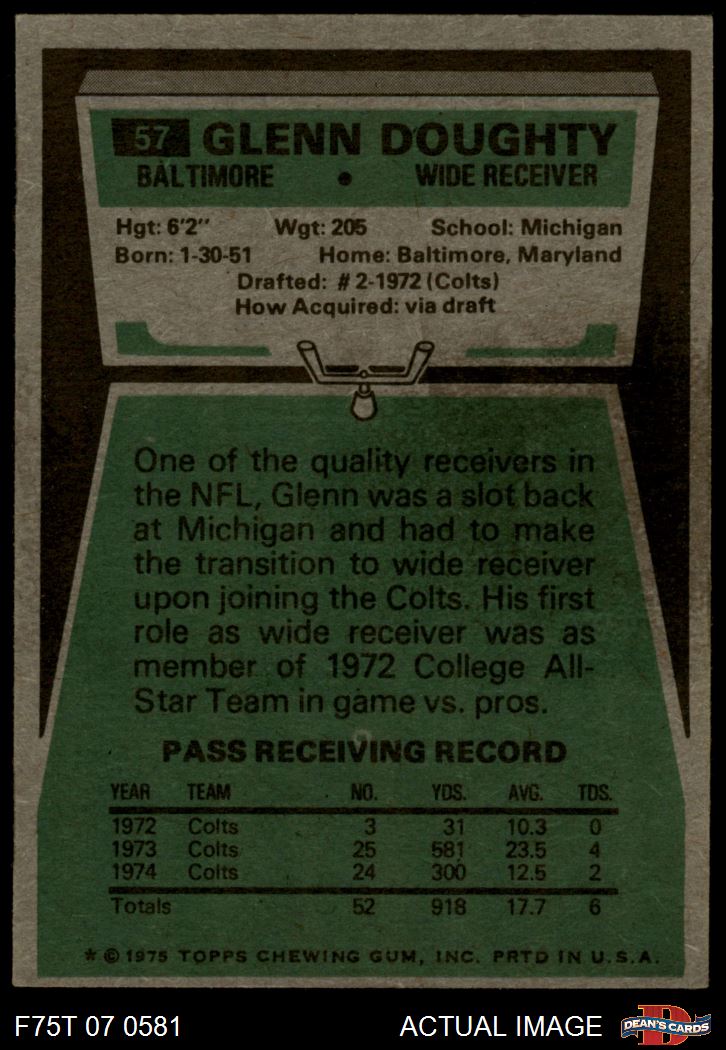 57 GLENN DOUGHTY
BALTIMORE • WIDE RECEIVER
Hgt: 6'2" Wgt: 205 School: Michigan
Born: 1-30-51 Home: Baltimore, Maryland
Drafted: #2-1972 (Colts)
How Acquired: via draft
One of the quality receivers in
the NFL, Glenn was a slot back
at Michigan and had to make
the transition to wide receiver
upon joining the Colts. His first
role as wide receiver was as
member of 1972 College All-
Star Team in game vs. pros.
PASS RECEIVING RECORD
YEAR TEAM NO. YDS. AVG. TDS.
1972 Colts 3 31 10.3 0
1973 Colts 25 581 23.5 4
1974 Colts 24 300 12.5 2
Totals 52 918 17.7 6
* © 1975 TOPPS CHEWING GUM, INC. PRTD IN U.S.A.
F75T 07 0581 ACTUAL IMAGE DEAN'S CARDS